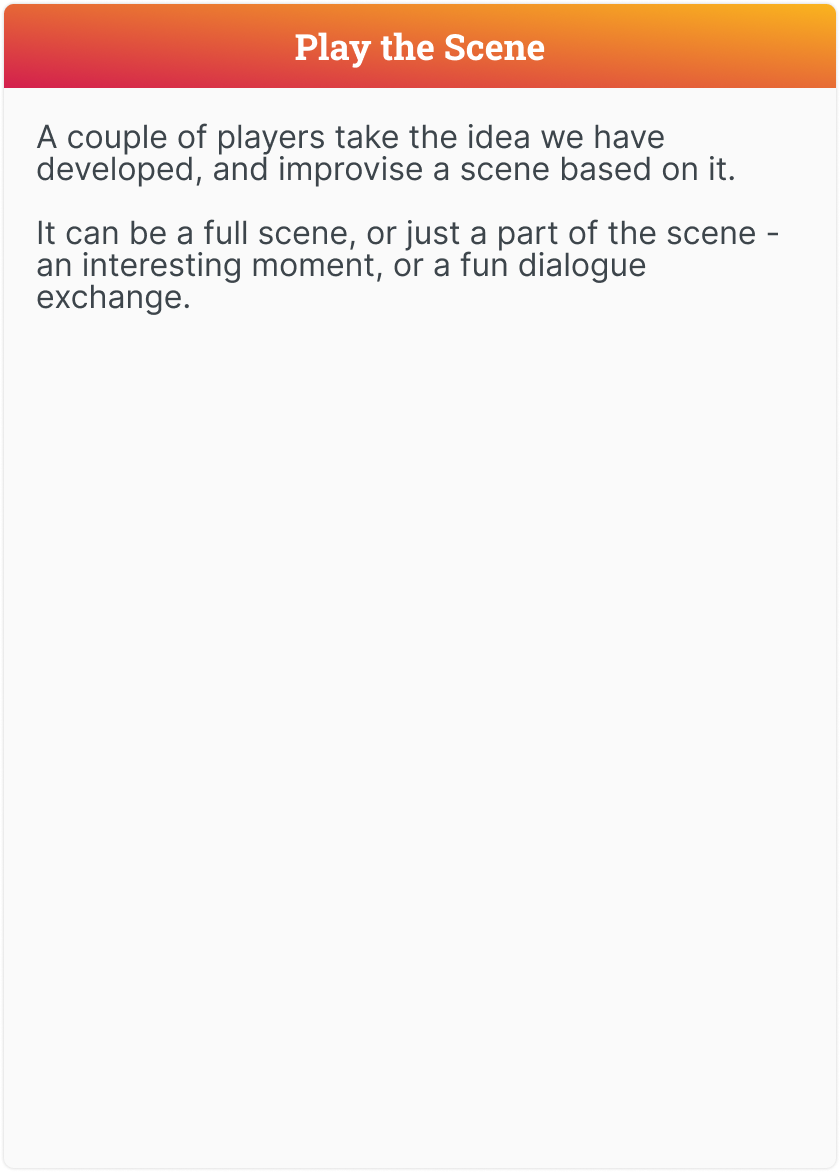 Play the Scene
A couple of players take the idea we have
developed, and improvise a scene based on it.
It can be a full scene, or just a part of the scene -
an interesting moment, or a fun dialogue
exchange.